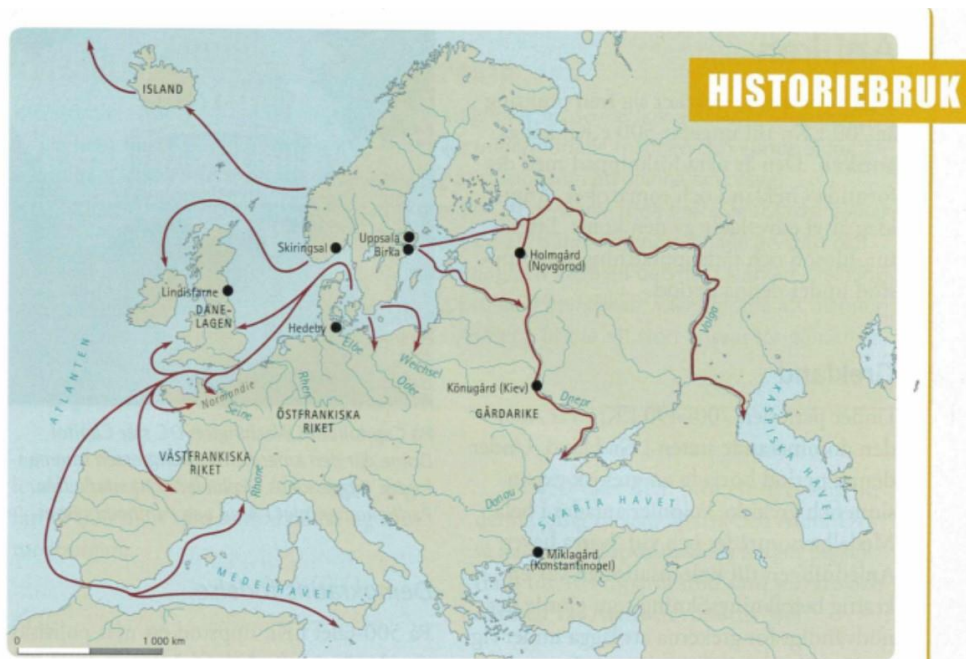 HISTORIEBRUK
ISLAND
Skiringsal
Uppsala
Birka
Holmgård
(Novgorod)
Lindisfarne
DANE-
LAGEN
Hedeby
Elbe
Weichsel
Oder
Volga
ATLANTEN
Normandie
Seine
Rhen
ÖSTFRANKISKA
RIKET
Könugård (Kiev)
Dnepr
GÅRDARIKE
KASPISKA HAVET
VÄSTFRANKISKA
RIKET
Rhone
Donau
SVARTA HAVET
Miklagård
(Konstantinopel)
MEDELHAVET
0 1 000 km